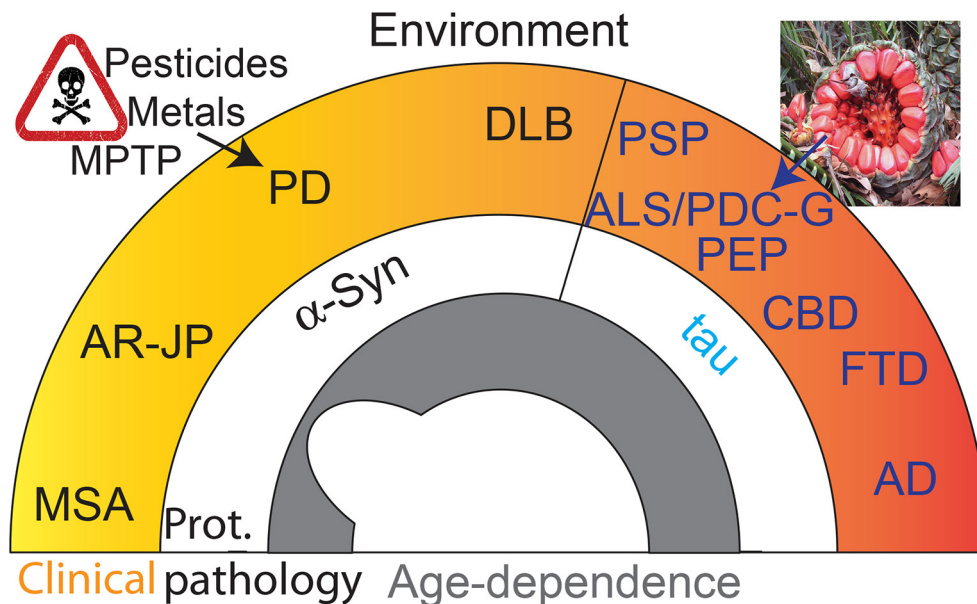 Environment
Pesticides
Metals
MPTP
PD
DLB
PSP
ALS/PDC-G
PEP
CBD
FTD
AD
AR-JP
MSA
α-Syn
tau
Prot.
Clinical pathology
Age-dependence